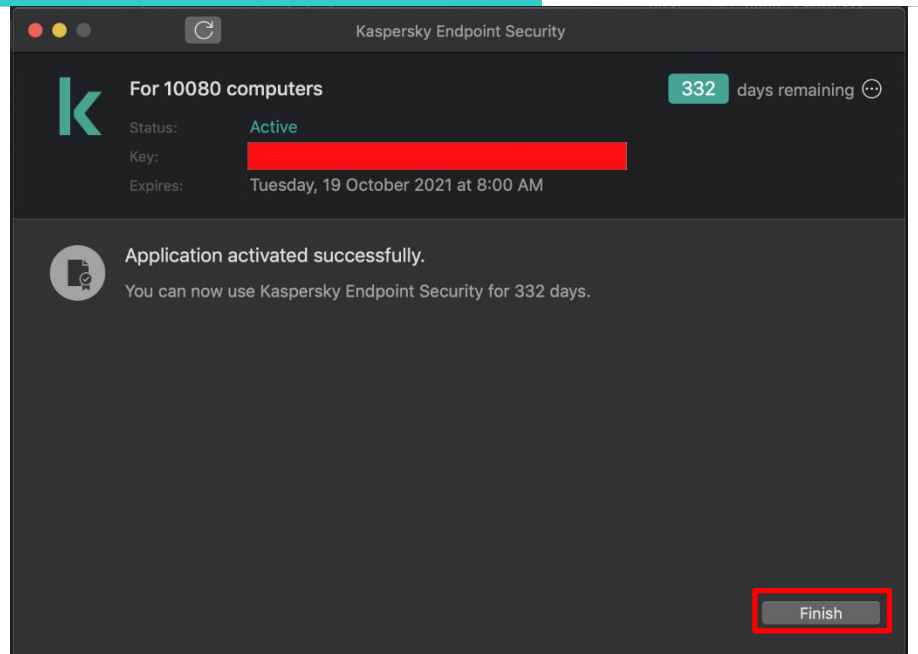 Kaspersky Endpoint Security
For 10080 computers
332 days remaining
Status: Active
Key:
Expires: Tuesday, 19 October 2021 at 8:00 AM
Application activated successfully.
You can now use Kaspersky Endpoint Security for 332 days.
Finish